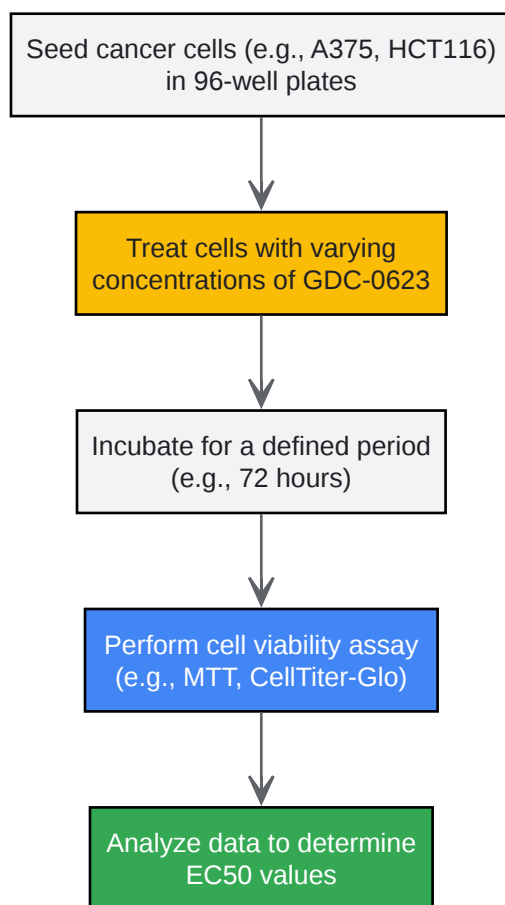 Seed cancer cells (e.g., A375, HCT116)
in 96-well plates
Treat cells with varying
concentrations of GDC-0623
Incubate for a defined period
(e.g., 72 hours)
Perform cell viability assay
(e.g., MTT, CellTiter-Glo)
Analyze data to determine
EC50 values